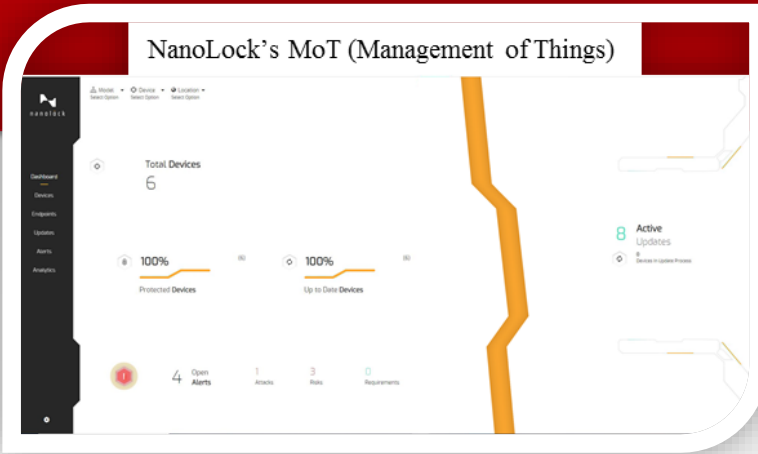 NanoLock's MoT (Management of Things)
nanolock
Model Device Location
Select Option Select Option Select Option
Dashboard
Devices
Endpoints
Updates
Alerts
Analytics
Total Devices
6
100% (6)
Protected Devices
100% (6)
Up to Date Devices
8 Active
Updates
8
Devices in Update Process
4 Open
Alerts
1
Attacks
3
Risks
0
Requirements